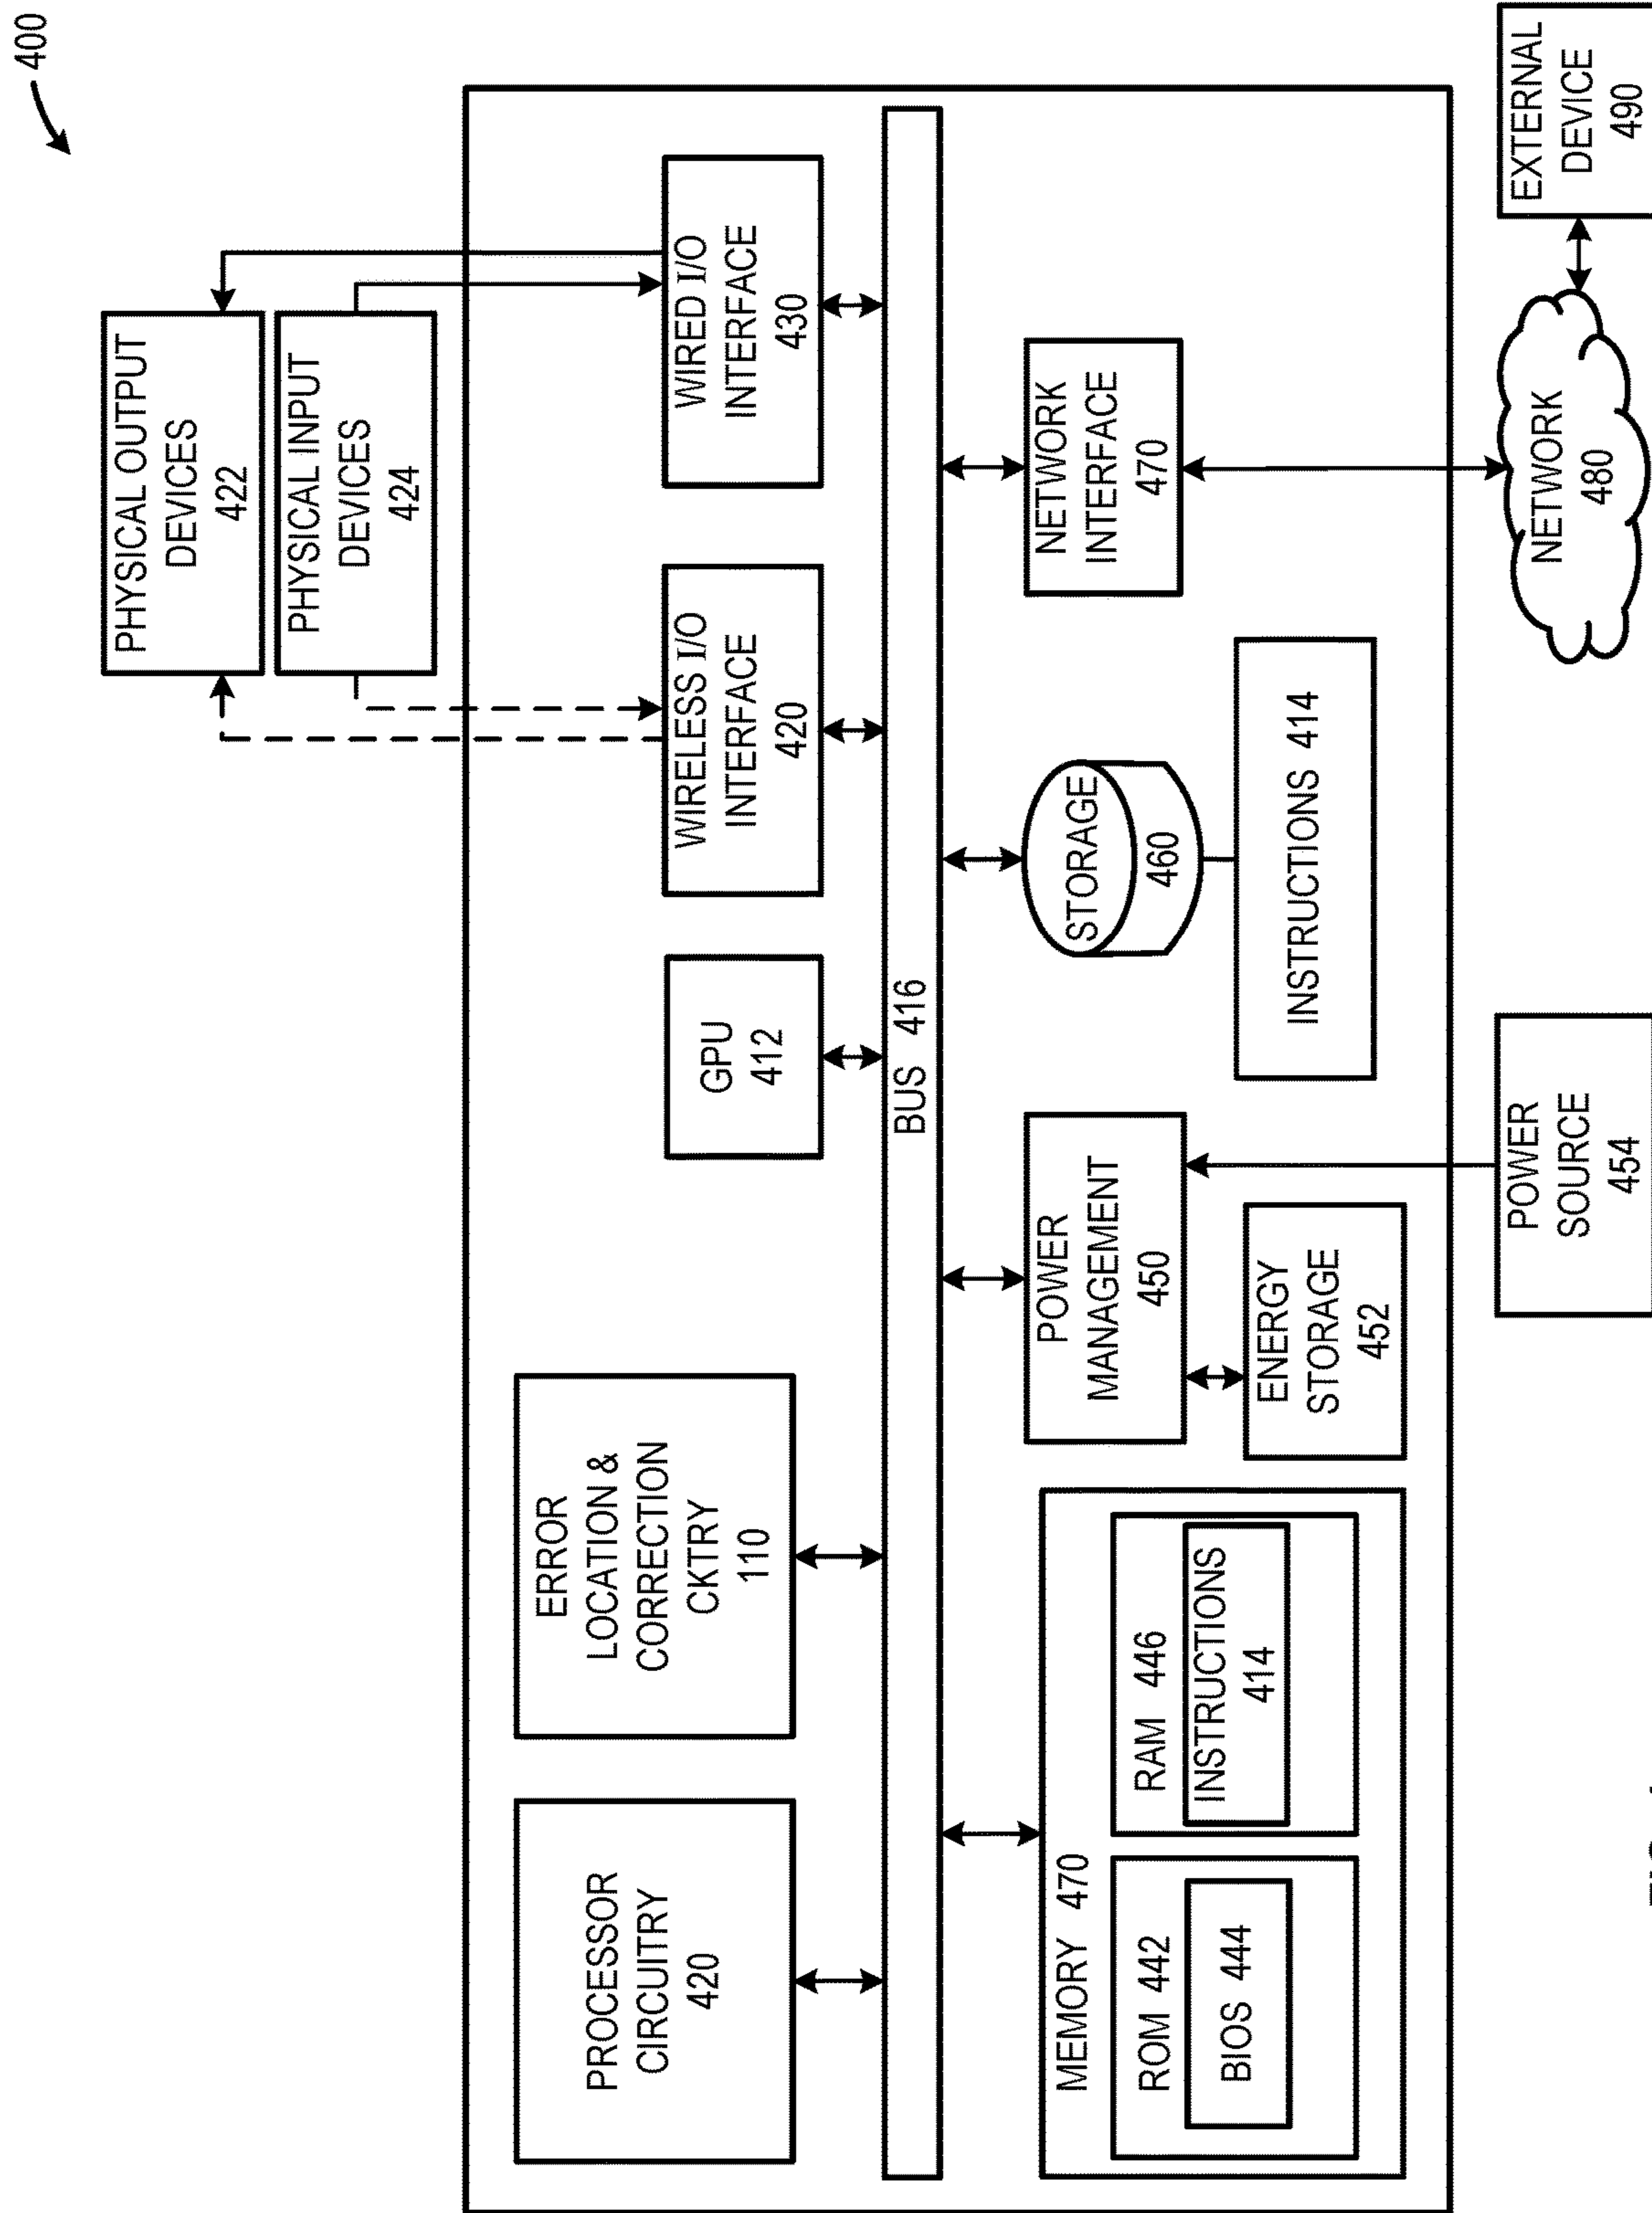 400
PHYSICAL OUTPUT
DEVICES
422
PHYSICAL INPUT
DEVICES
424
PROCESSOR
CIRCUITRY
420
ERROR
LOCATION &
CORRECTION
CKTRY
110
GPU
412
WIRELESS I/O
INTERFACE
420
WIRED I/O
INTERFACE
430
BUS 416
MEMORY 470
ROM 442
BIOS 444
RAM 446
INSTRUCTIONS
414
POWER
MANAGEMENT
450
ENERGY
STORAGE
452
STORAGE
460
INSTRUCTIONS 414
NETWORK
INTERFACE
470
POWER
SOURCE
454
NETWORK
480
EXTERNAL
DEVICE
490